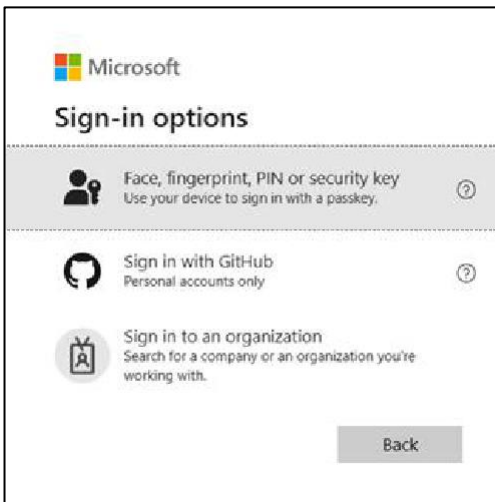 Microsoft
Sign-in options
Face, fingerprint, PIN or security key
Use your device to sign in with a passkey.
Sign in with GitHub
Personal accounts only
Sign in to an organization
Search for a company or an organization you're
working with.
Back